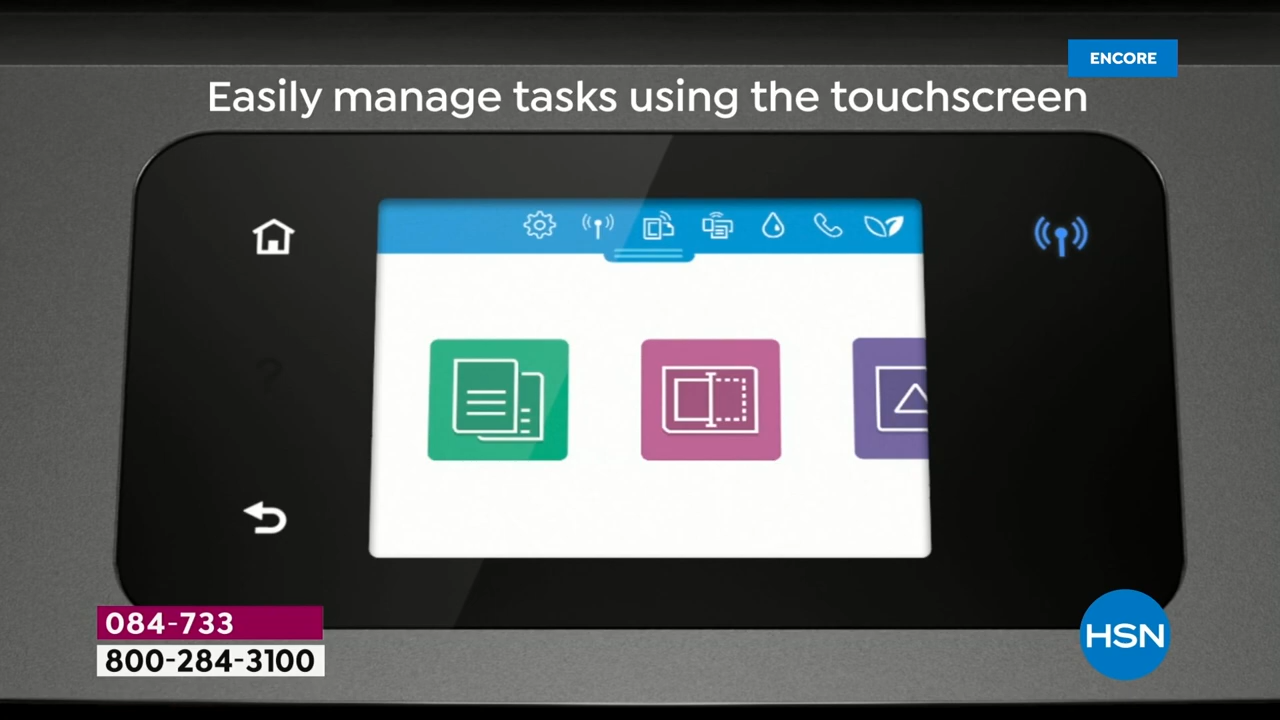 ENCORE
Easily manage tasks using the touchscreen
?
084-733
800-284-3100
HSN